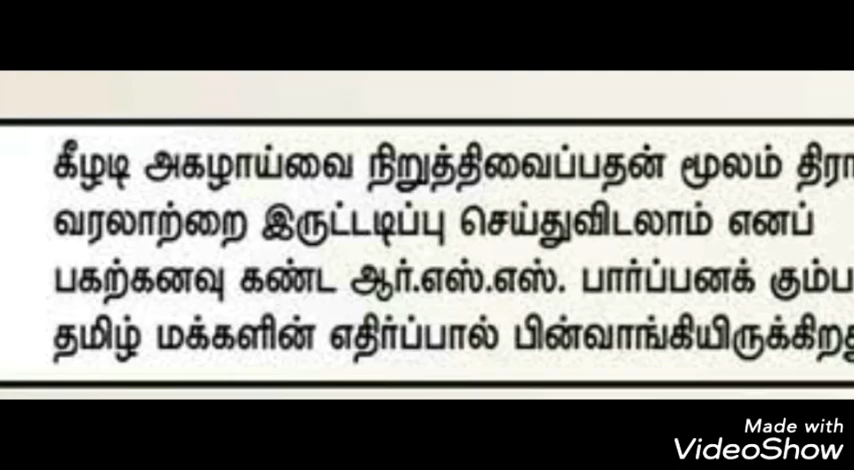 கீழடி அகழாய்வை நிறுத்திவைப்பதன் மூலம்
வரலாற்றை இருட்டடிப்பு செய்துவிடலாம் எனப்
பகற்கனவு கண்ட ஆர்.எஸ்.எஸ். பார்ப்பனக்
தமிழ் மக்களின் எதிர்ப்பால்
Made with
VideoShow